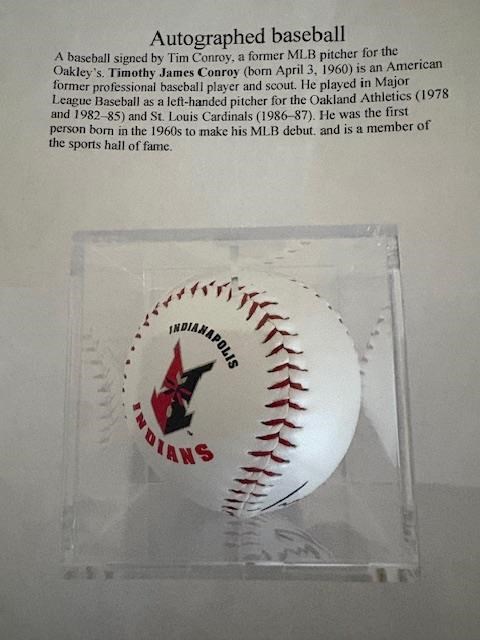 Autographed baseball
A baseball signed by Tim Conroy, a former MLB pitcher for the
Oakley's. Timothy James Conroy (born April 3, 1960) is an American
former professional baseball player and scout. He played in Major
League Baseball as a left-handed pitcher for the Oakland Athletics (1978
and 1982–85) and St. Louis Cardinals (1986–87). He was the first
person born in the 1960s to make his MLB debut. and is a member of
the sports hall of fame.
INDIANAPOLIS
INDIANS